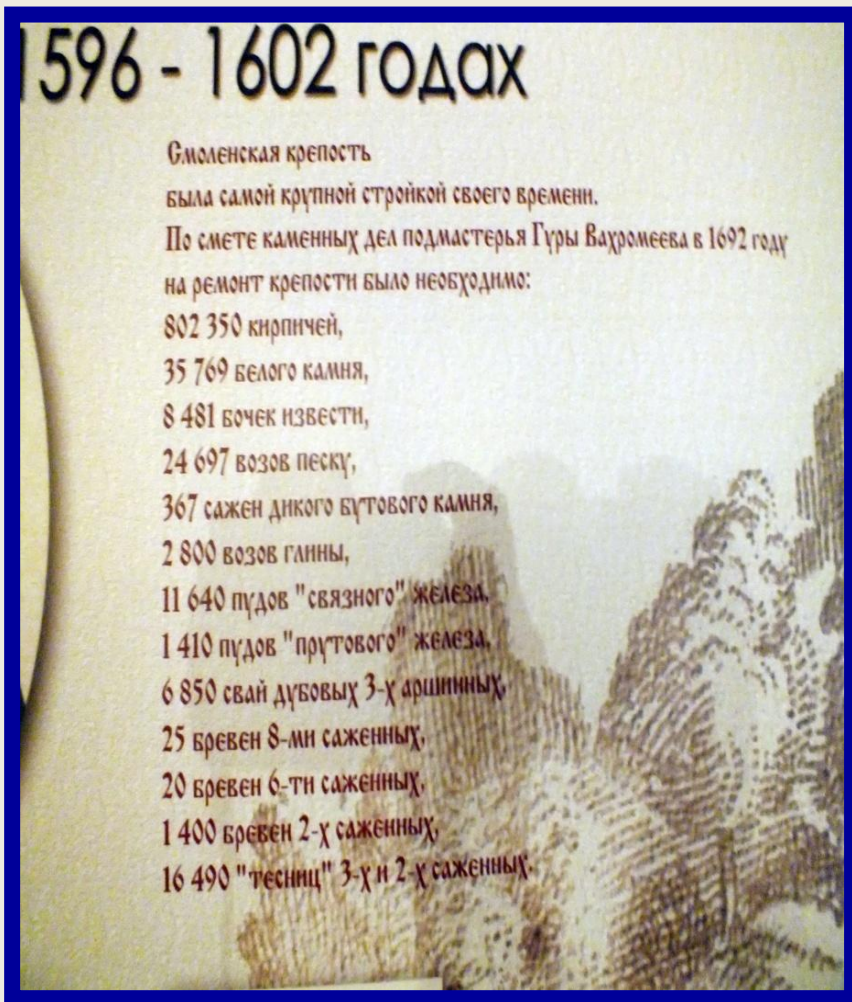 1596 - 1602 годах
Смоленская крепость
была самой крупной стройкой своего времени.
По смете каменных дел подмастерья Гуры Вахромеева в 1692 году
на ремонт крепости было необходимо:
802 350 кирпичей,
35 769 белого камня,
8 481 бочек извести,
24 697 возов песку,
367 сажен дикого бутового камня,
2 800 возов глины,
11 640 пудов "связного" железа,
1 410 пудов "прутового" железа,
6 850 свай дубовых 3-х аршинных,
25 бревен 8-ми саженных,
20 бревен 6-ти саженных,
1 400 бревен 2-х саженных,
16 490 "тесниц" 3-х и 2-х саженных.